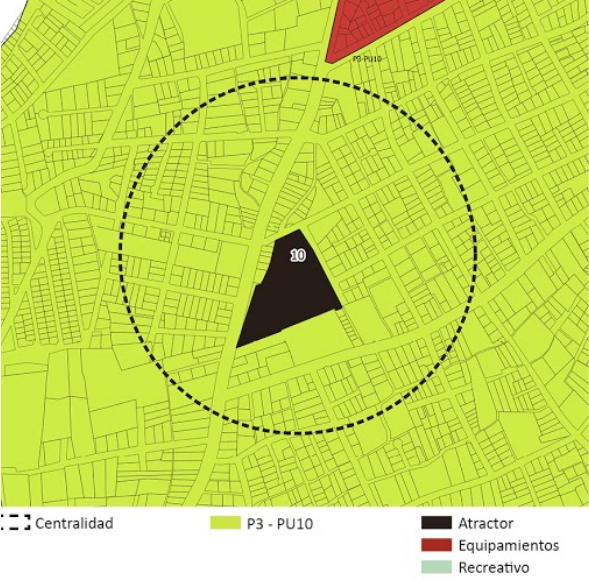 P3-PU10
10
Centralidad
P3 - PU10
Atractor
Equipamientos
Recreativo